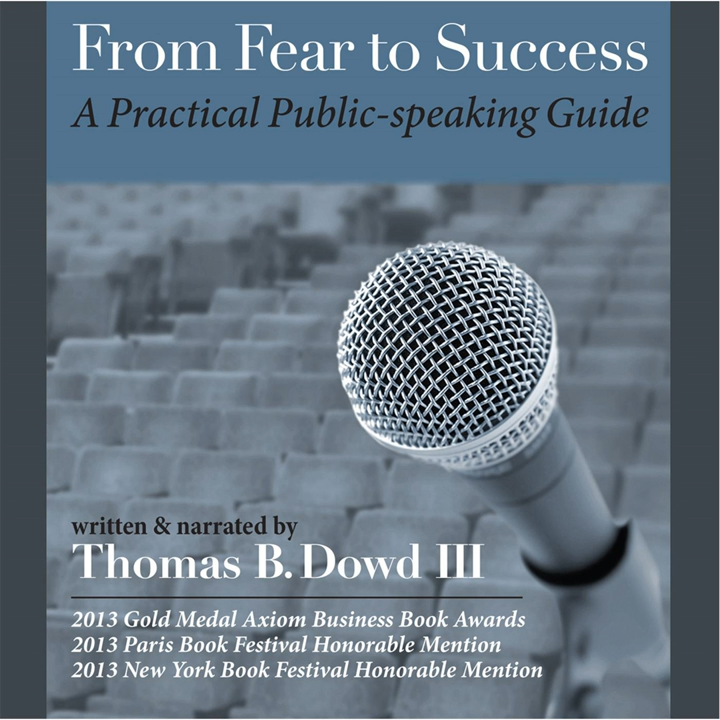 From Fear to Success
A Practical Public-speaking Guide
written & narrated by
Thomas B. Dowd III
2013 Gold Medal Axiom Business Book Awards
2013 Paris Book Festival Honorable Mention
2013 New York Book Festival Honorable Mention